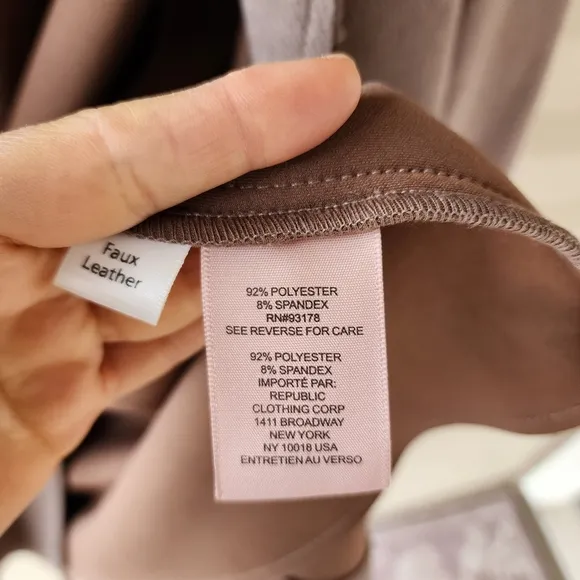 Faux
Leather
92% POLYESTER
8% SPANDEX
RN#93178
SEE REVERSE FOR CARE
92% POLYESTER
8% SPANDEX
IMPORTÉ PAR:
REPUBLIC
CLOTHING CORP
1411 BROADWAY
NEW YORK
NY 10018 USA
ENTRETIEN AU VERSO